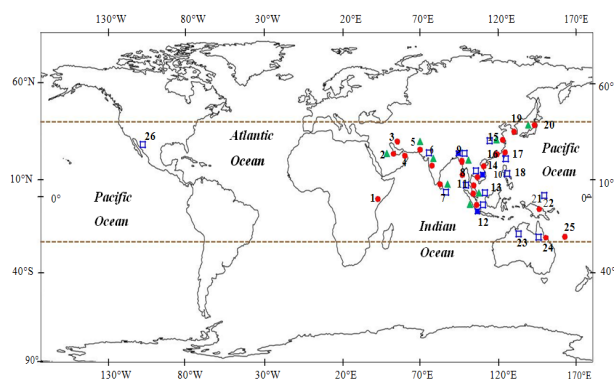 130°W 80°W 30°W 20°E 70°E 120°E 170°E
60°N 60°
19 20
26 3 5 15
Atlantic Pacific
Ocean Ocean
2 4 6 9 16 17
14
10°N 8 10 18 10°
0° 1 7 11 13 0°
Pacific 21 22
Ocean Indian 12 25
Ocean 23 24
40°S 40°
90°
130°W 80°W 30°W 20°E 70°E 120°E 170°E